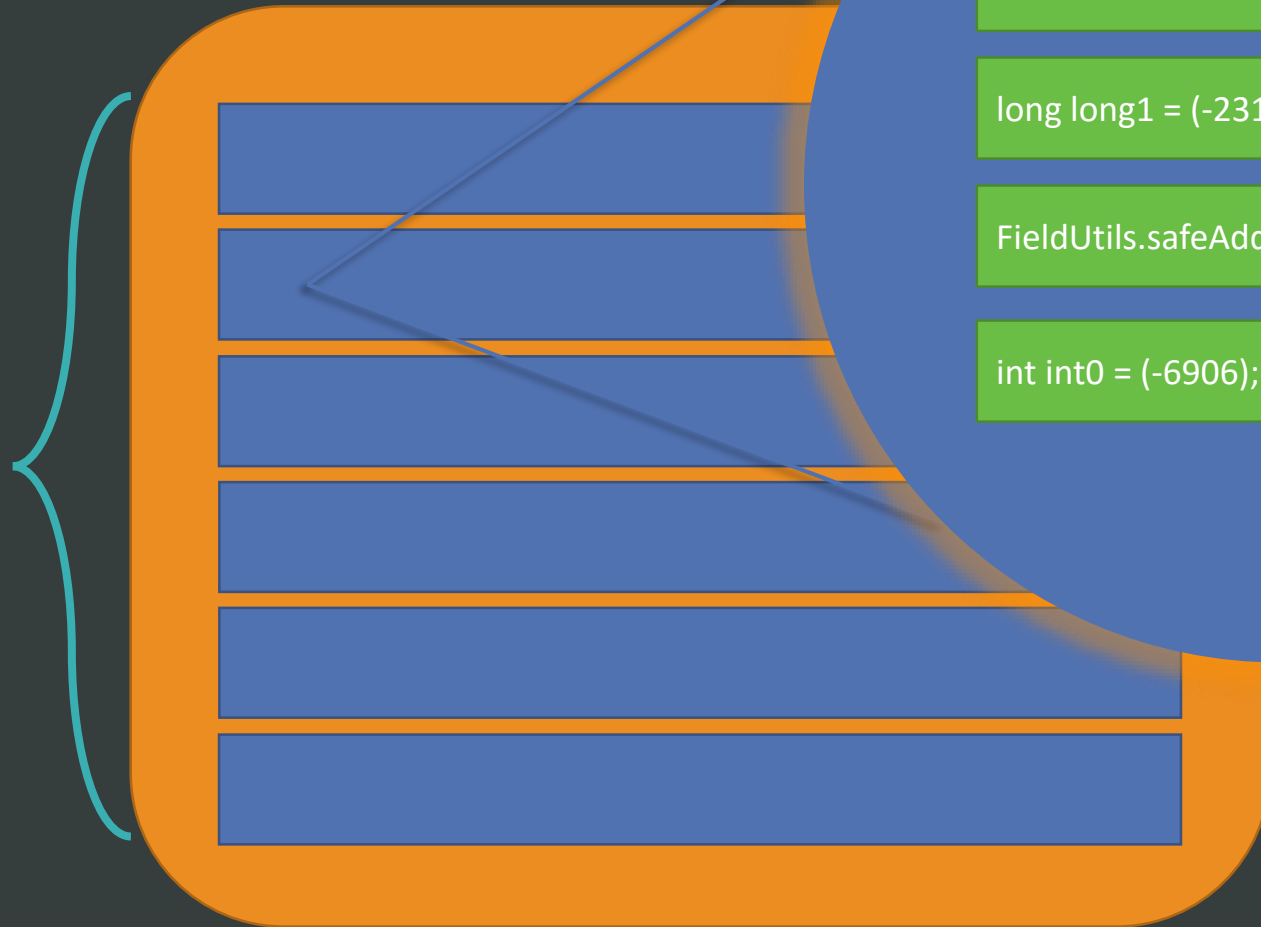 long long1 = (-231
FieldUtils.safeAdd
int int0 = (-6906);